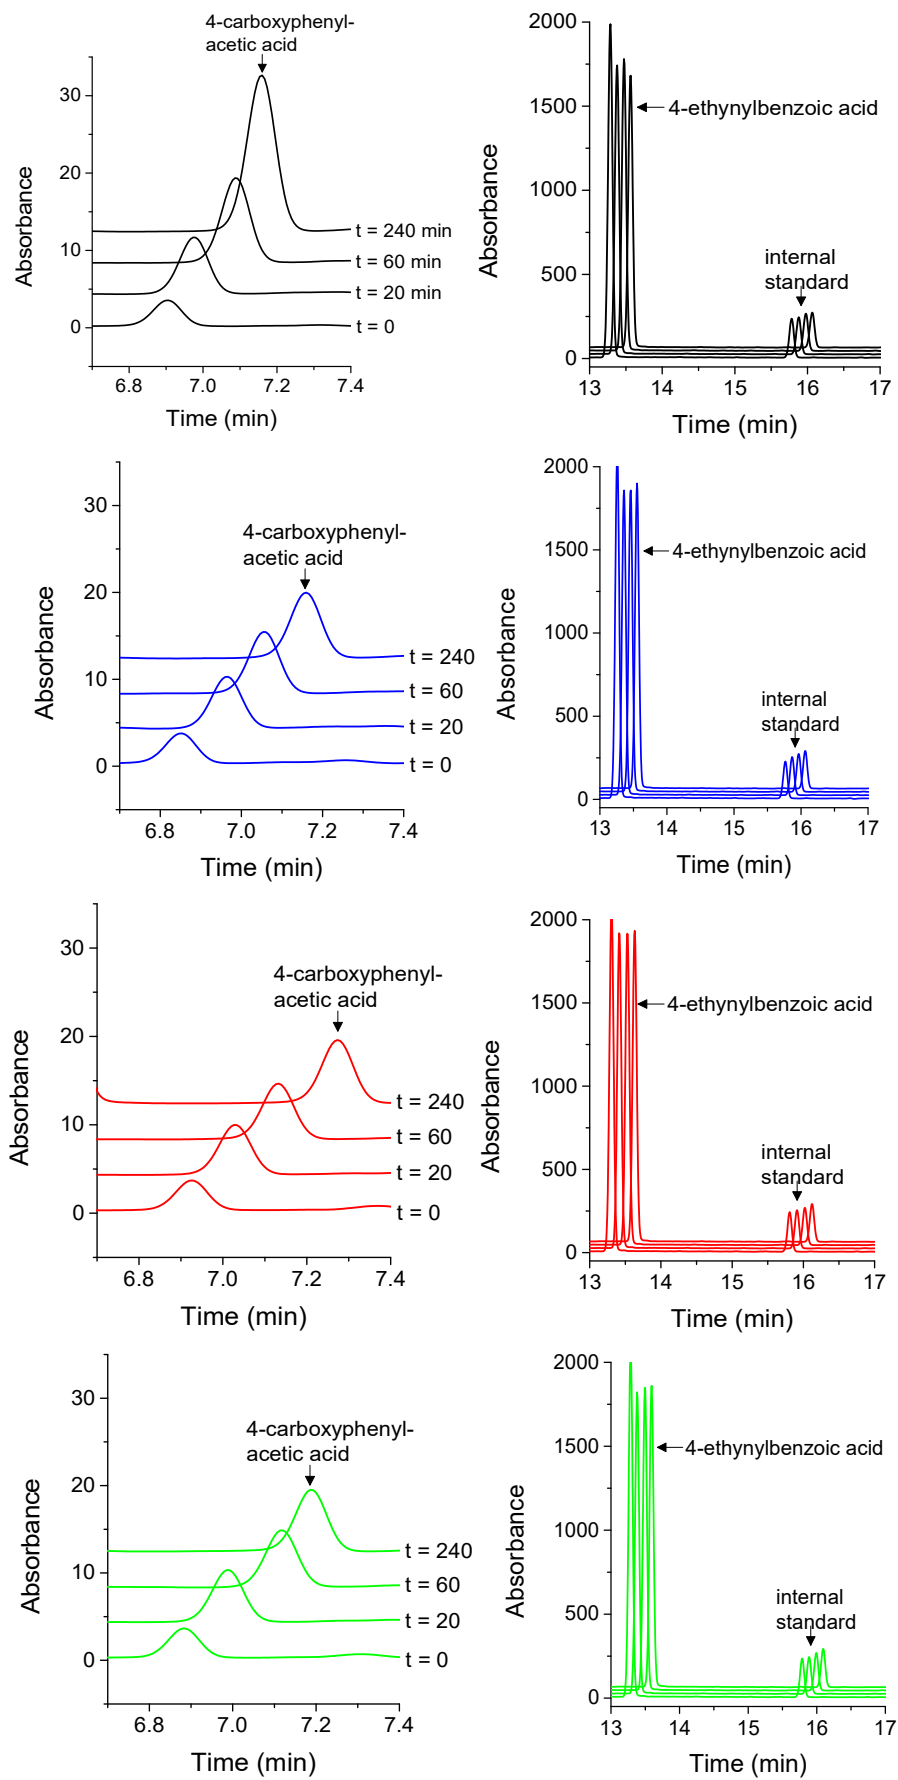 4-carboxyphenyl-
acetic acid
30
20
10
0
Absorbance
t = 240 min
t = 60 min
t = 20 min
t = 0
6.8 7.0 7.2 7.4
Time (min)
2000
1500
1000
500
0
Absorbance
4-ethynylbenzoic acid
internal
standard
13 14 15 16 17
Time (min)
30
20
10
0
Absorbance
4-carboxyphenyl-
acetic acid
t = 240
t = 60
t = 20
t = 0
6.8 7.0 7.2 7.4
Time (min)
2000
1500
1000
500
0
Absorbance
4-ethynylbenzoic acid
internal
standard
13 14 15 16 17
Time (min)
30
20
10
0
Absorbance
4-carboxyphenyl-
acetic acid
t = 240
t = 60
t = 20
t = 0
6.8 7.0 7.2 7.4
Time (min)
2000
1500
1000
500
0
Absorbance
4-ethynylbenzoic acid
internal
standard
13 14 15 16 17
Time (min)
30
20
10
0
Absorbance
4-carboxyphenyl-
acetic acid
t = 240
t = 60
t = 20
t = 0
6.8 7.0 7.2 7.4
Time (min)
2000
1500
1000
500
0
Absorbance
4-ethynylbenzoic acid
internal
standard
13 14 15 16 17
Time (min)